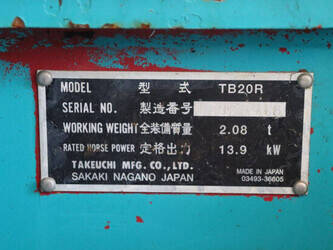 MODEL 型式 TB20R
SERIAL NO. 製造番号
WORKING WEIGHT 全装備質量 2.08 t
RATED HORSE POWER 定格出力 13.9 kW
TAKEUCHI MFG. CO., LTD.
SAKAKI NAGANO JAPAN
MADE IN JAPAN
03493-36605